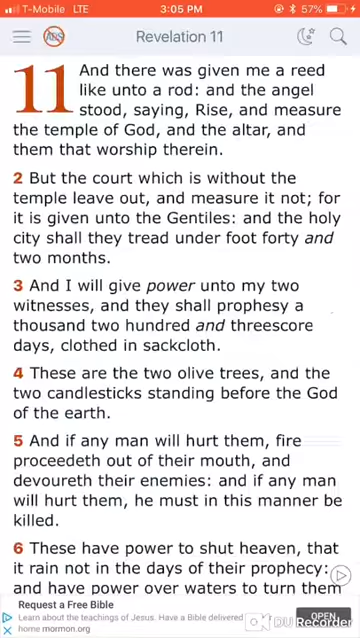 T-Mobile LTE 3:05 PM 57%
ADS Revelation 11
11 And there was given me a reed
like unto a rod: and the angel
stood, saying, Rise, and measure
the temple of God, and the altar, and
them that worship therein.
2 But the court which is without the
temple leave out, and measure it not; for
it is given unto the Gentiles: and the holy
city shall they tread under foot forty and
two months.
3 And I will give power unto my two
witnesses, and they shall prophesy a
thousand two hundred and threescore
days, clothed in sackcloth.
4 These are the two olive trees, and the
two candlesticks standing before the God
of the earth.
5 And if any man will hurt them, fire
proceedeth out of their mouth, and
devoureth their enemies: and if any man
will hurt them, he must in this manner be
killed.
6 These have power to shut heaven, that
it rain not in the days of their prophecy:
and have power over waters to turn them
Request a Free Bible
Learn about the teachings of Jesus. Have a Bible delivered
home mormon.org
OPEN
DU Recorder